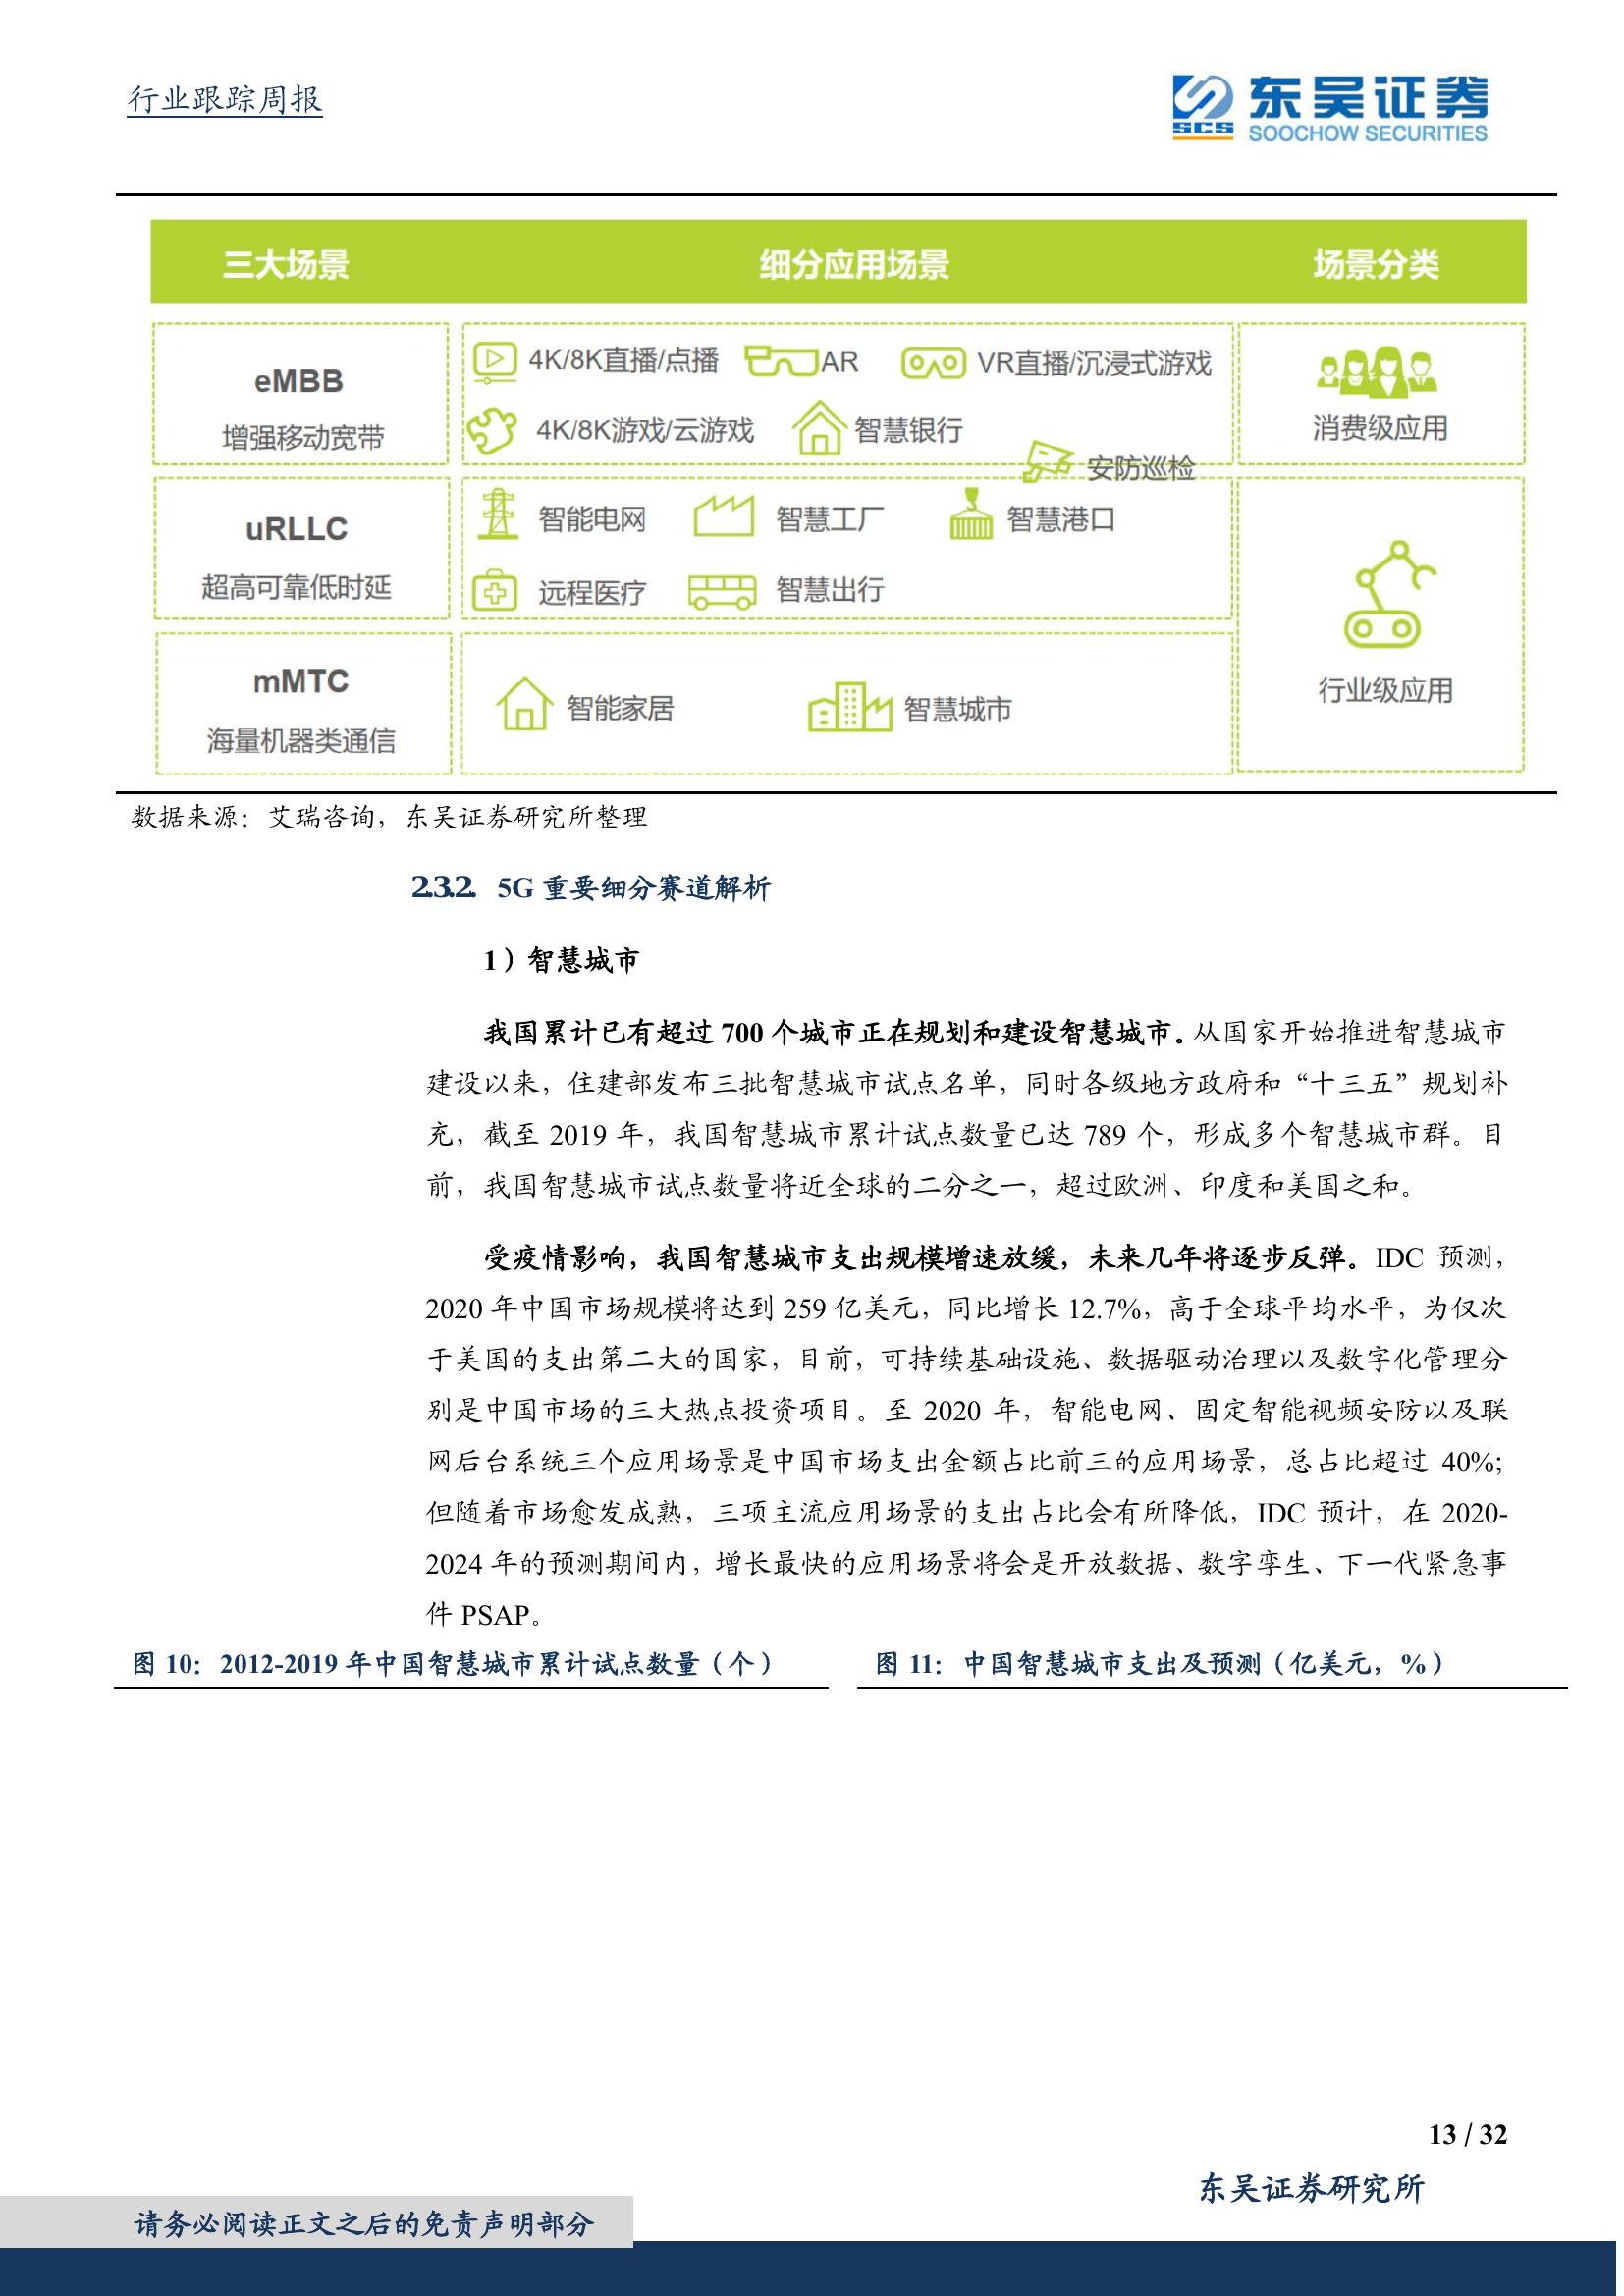 行业跟踪周报
东吴证券
SCS
SOOCHOW SECURITIES
三大场景 细分应用场景 场景分类
eMBB
增强移动宽带
4K/8K直播/点播 AR VR直播/沉浸式游戏
4K/8K游戏/云游戏 智慧银行
安防巡检
消费级应用
uRLLC
超高可靠低时延
智能电网 智慧工厂 智慧港口
远程医疗 智慧出行
mMTC
海量机器类通信
智能家居 智慧城市
行业级应用
数据来源：艾瑞咨询，东吴证券研究所整理
2.3.2. 5G 重要细分赛道解析
1）智慧城市
我国累计已有超过 700 个城市正在规划和建设智慧城市。从国家开始推进智慧城市
建设以来，住建部发布三批智慧城市试点名单，同时各级地方政府和“十三五”规划补
充，截至 2019 年，我国智慧城市累计试点数量已达 789 个，形成多个智慧城市群。目
前，我国智慧城市试点数量将近全球的二分之一，超过欧洲、印度和美国之和。
受疫情影响，我国智慧城市支出规模增速放缓，未来几年将逐步反弹。IDC 预测，
2020 年中国市场规模将达到 259 亿美元，同比增长 12.7%，高于全球平均水平，为仅次
于美国的支出第二大的国家，目前，可持续基础设施、数据驱动治理以及数字化管理分
别是中国市场的三大热点投资项目。至 2020 年，智能电网、固定智能视频安防以及联
网后台系统三个应用场景是中国市场支出金额占比前三的应用场景，总占比超过 40%;
但随着市场愈发成熟，三项主流应用场景的支出占比会有所降低，IDC 预计，在 2020-
2024 年的预测期间内，增长最快的应用场景将会是开放数据、数字孪生、下一代紧急事
件 PSAP。
图 10：2012-2019 年中国智慧城市累计试点数量（个） 图 11：中国智慧城市支出及预测（亿美元，%）
13 / 32
东吴证券研究所
请务必阅读正文之后的免责声明部分